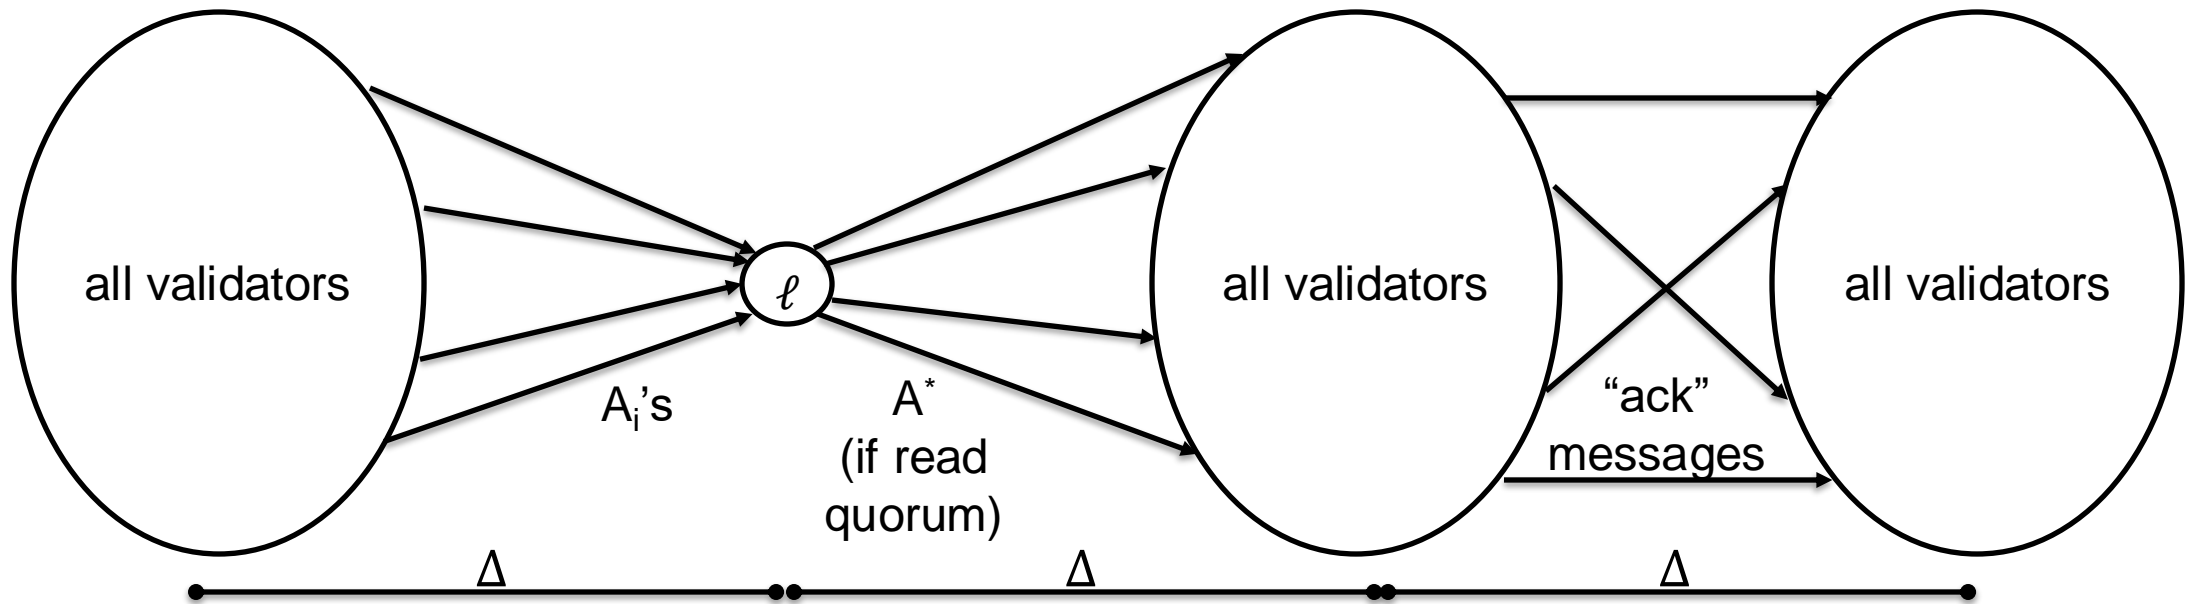 all validators
ℓ
all validators
all validators
Aᵢ’s
A*
(if read
quorum)
“ack”
messages
Δ
Δ
Δ